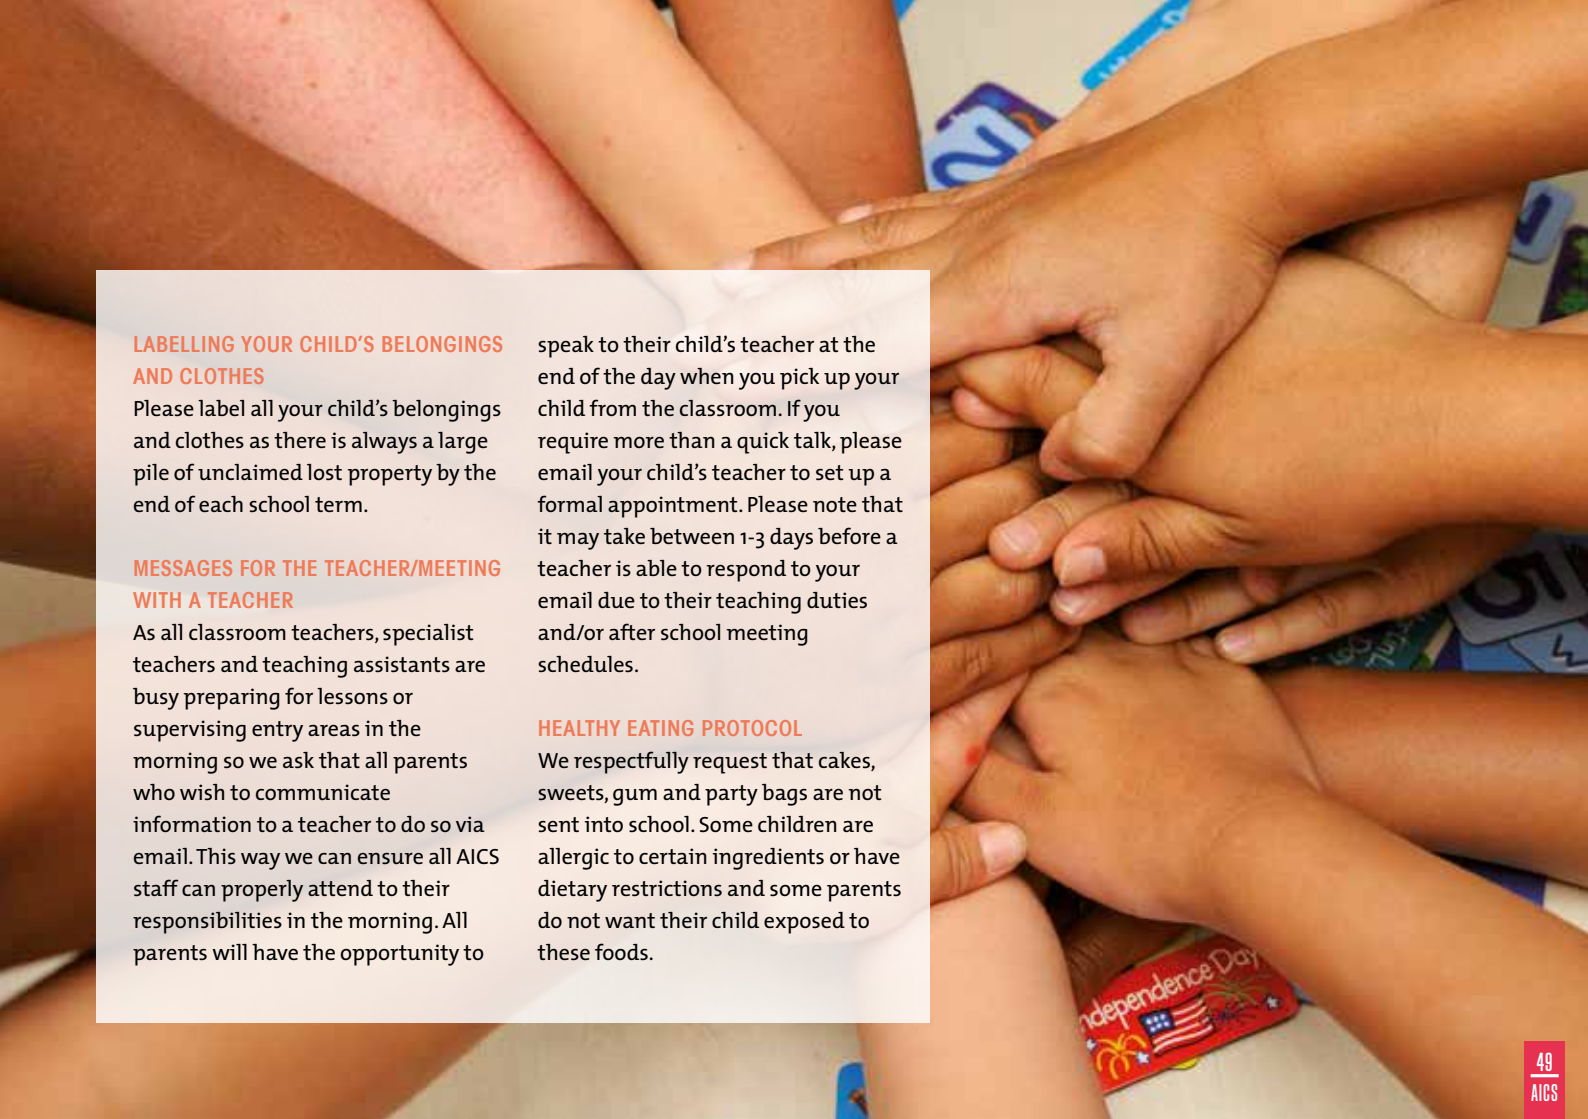 LABELLING YOUR CHILD’S BELONGINGS
AND CLOTHES
Please label all your child’s belongings
and clothes as there is always a large
pile of unclaimed lost property by the
end of each school term.
MESSAGES FOR THE TEACHER/MEETING
WITH A TEACHER
As all classroom teachers, specialist
teachers and teaching assistants are
busy preparing for lessons or
supervising entry areas in the
morning so we ask that all parents
who wish to communicate
information to a teacher to do so via
email. This way we can ensure all AICS
staff can properly attend to their
responsibilities in the morning. All
parents will have the opportunity to
speak to their child’s teacher at the
end of the day when you pick up your
child from the classroom. If you
require more than a quick talk, please
email your child’s teacher to set up a
formal appointment. Please note that
it may take between 1-3 days before a
teacher is able to respond to your
email due to their teaching duties
and/or after school meeting
schedules.
HEALTHY EATING PROTOCOL
We respectfully request that cakes,
sweets, gum and party bags are not
sent into school. Some children are
allergic to certain ingredients or have
dietary restrictions and some parents
do not want their child exposed to
these foods.
Independence Day
49
AICS